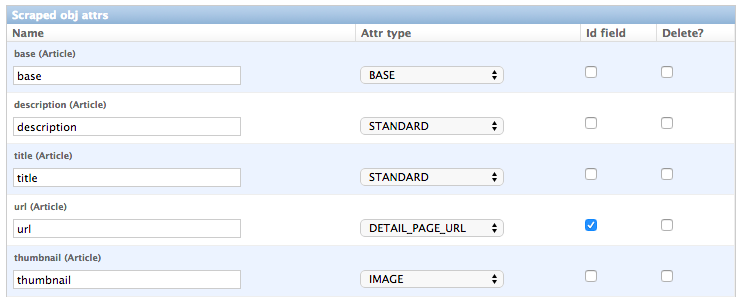 Scraped obj attrs
Name Attr type Id field Delete?
base (Article)
base BASE
description (Article)
description STANDARD
title (Article)
title STANDARD
url (Article)
url DETAIL_PAGE_URL
thumbnail (Article)
thumbnail IMAGE